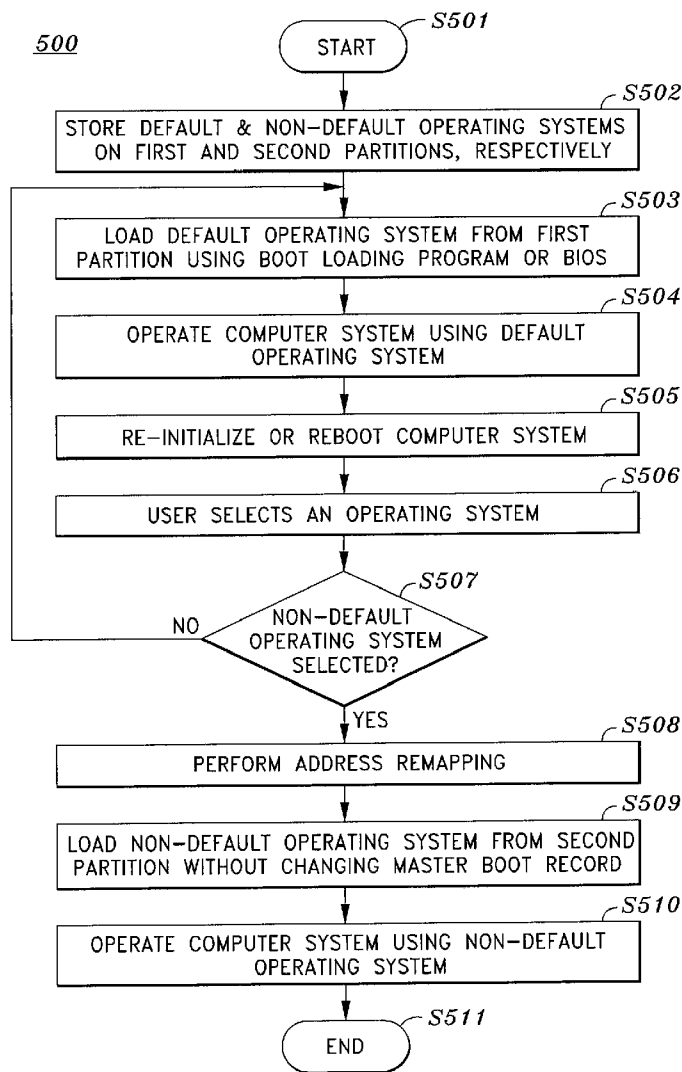 500
S501
START
S502
STORE DEFAULT & NON-DEFAULT OPERATING SYSTEMS
ON FIRST AND SECOND PARTITIONS, RESPECTIVELY
S503
LOAD DEFAULT OPERATING SYSTEM FROM FIRST
PARTITION USING BOOT LOADING PROGRAM OR BIOS
S504
OPERATE COMPUTER SYSTEM USING DEFAULT
OPERATING SYSTEM
S505
RE-INITIALIZE OR REBOOT COMPUTER SYSTEM
S506
USER SELECTS AN OPERATING SYSTEM
S507
NON-DEFAULT
OPERATING SYSTEM
SELECTED?
NO
YES
S508
PERFORM ADDRESS REMAPPING
S509
LOAD NON-DEFAULT OPERATING SYSTEM FROM SECOND
PARTITION WITHOUT CHANGING MASTER BOOT RECORD
S510
OPERATE COMPUTER SYSTEM USING NON-DEFAULT
OPERATING SYSTEM
S511
END